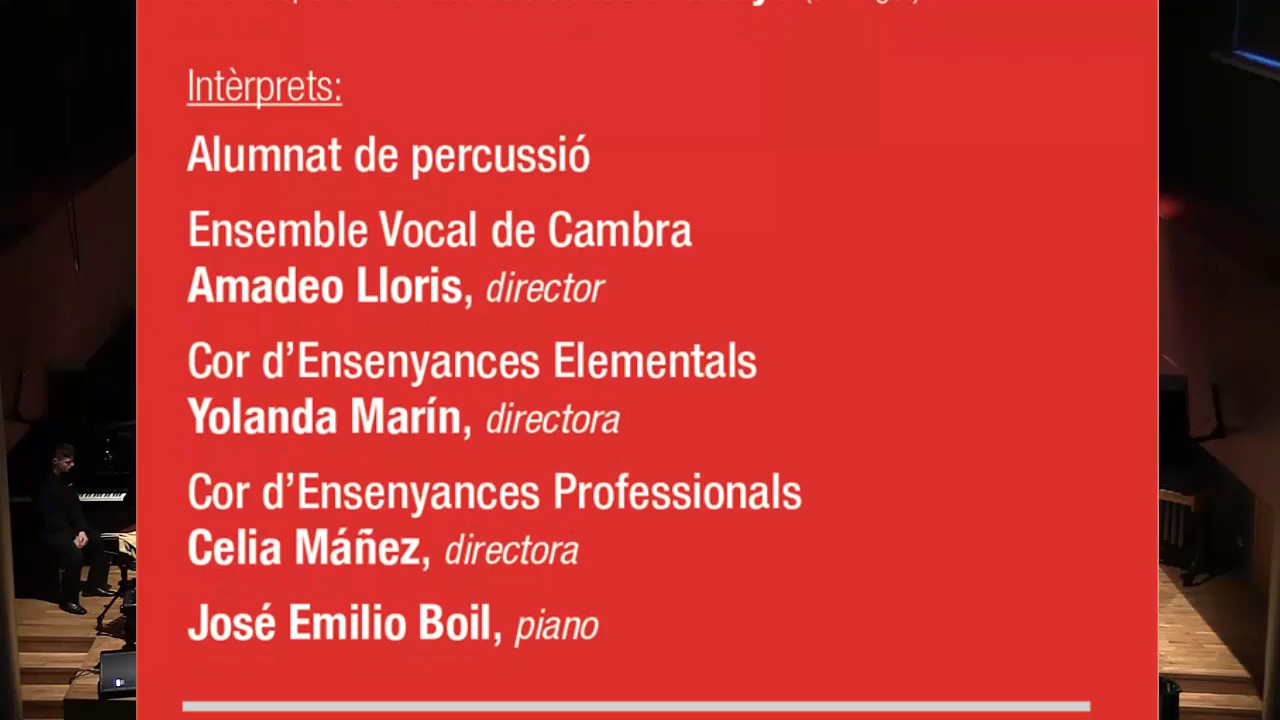 Intèrprets:
Alumnat de percussió
Ensemble Vocal de Cambra
Amadeo Lloris, director
Cor d’Ensenyances Elementals
Yolanda Marín, directora
Cor d’Ensenyances Professionals
Celia Máñez, directora
José Emilio Boil, piano